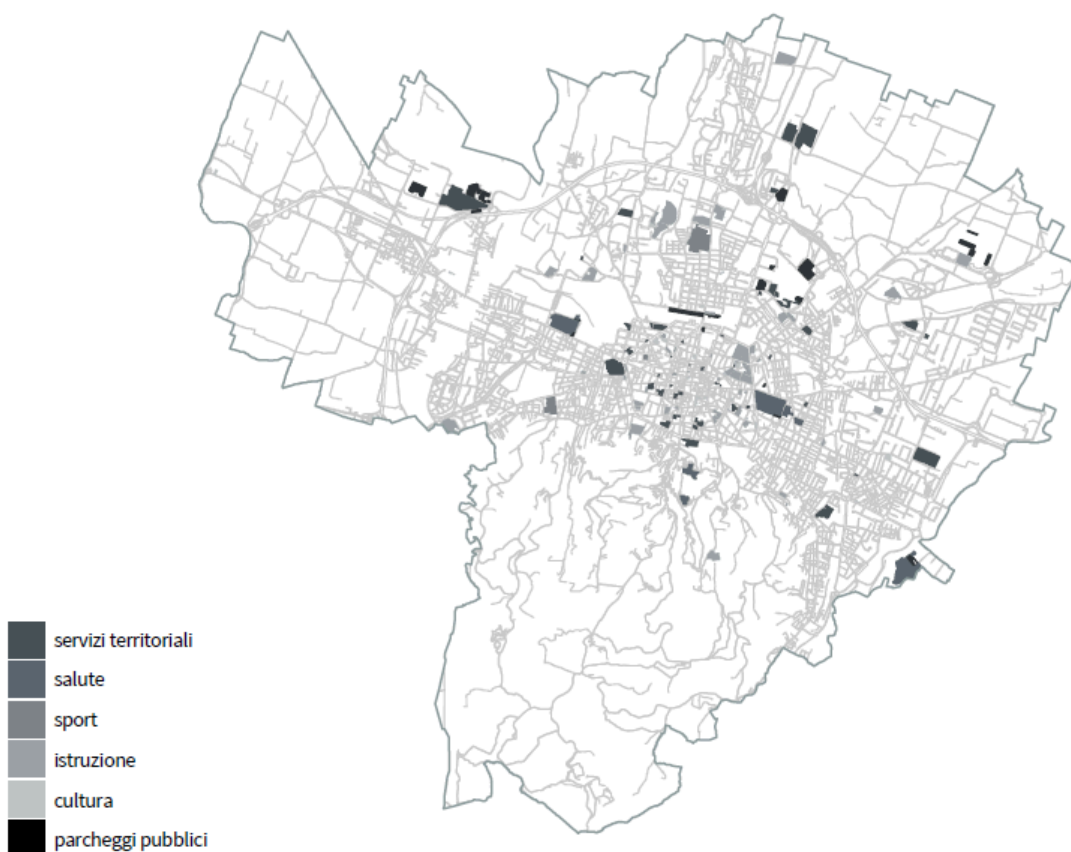 servizi territoriali
salute
sport
istruzione
cultura
parcheggi pubblici